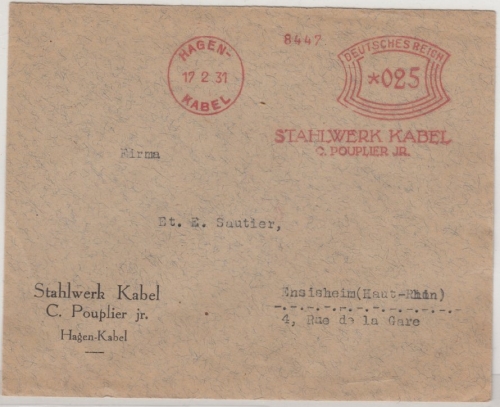 HAGEN-
17 2 31
KABEL
8447
DEUTSCHES REICH
*025
STAHLWERK KABEL
C. POUPLIER JR.
Firma
Et. E. Sautier,
Stahlwerk Kabel
C. Pouplier jr.
Hagen-Kabel
Ensisheim(Haut-Rhin)
4, Rue de la Gare